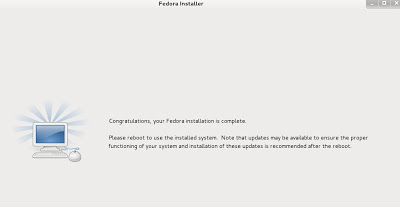 Fedora Installer
Congratulations, your Fedora installation is complete.
Please reboot to use the installed system.  Note that updates may be available to ensure the proper
functioning of your system and installation of these updates is recommended after the reboot.